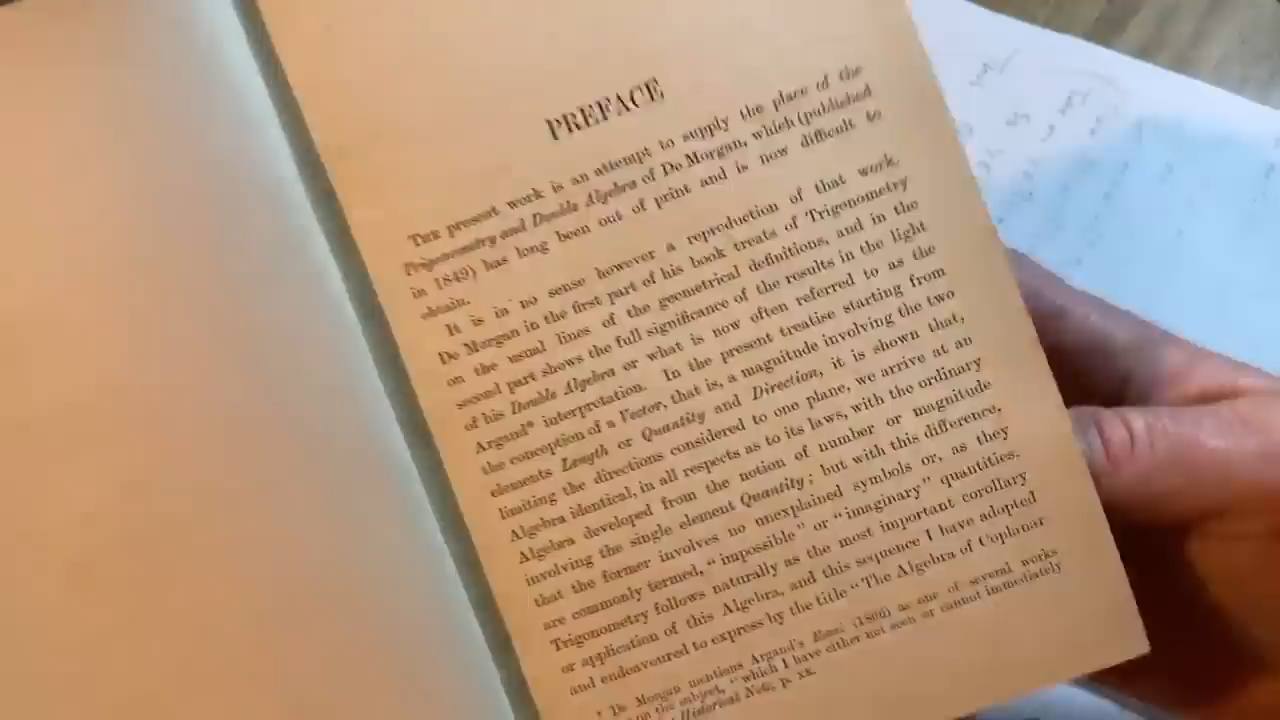 PREFACE
THE present work is an attempt to supply the place of the
Trigonometry and Double Algebra of De Morgan, which (published
in 1849) has long been out of print and is now difficult to
obtain.
It is in no sense however a reproduction of that work.
De Morgan in the first part of his book treats of Trigonometry
on the usual lines of the geometrical definitions, and in the
second part shows the full significance of the results in the light
of his Double Algebra or what is now often referred to as the
Argand* interpretation. In the present treatise starting from
the conception of a Vector, that is, a magnitude involving the two
elements Length or Quantity and Direction, it is shown that,
limiting the directions considered to one plane, we arrive at an
Algebra identical, in all respects as to its laws, with the ordinary
Algebra developed from the notion of number or magnitude
involving the single element Quantity; but with this difference,
that the former involves no unexplained symbols or, as they
are commonly termed, "impossible" or "imaginary" quantities.
Trigonometry follows naturally as the most important corollary
or application of this Algebra, and this sequence I have adopted
and endeavoured to express by the title "The Algebra of Coplanar
* De Morgan mentions Argand's Essai (1806) as one of several works
on the subject, "which I have either not seen or cannot immediately
Historical Note, p. xx.